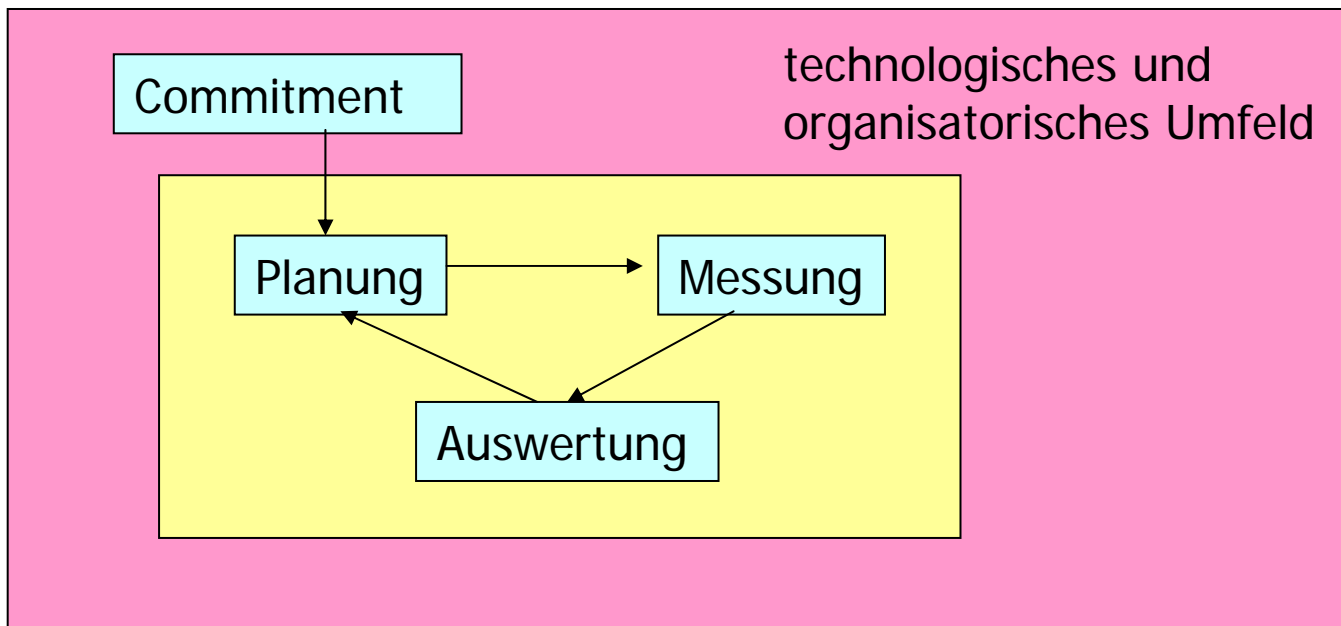 Commitment
technologisches und
organisatorisches Umfeld
Planung
Messung
Auswertung